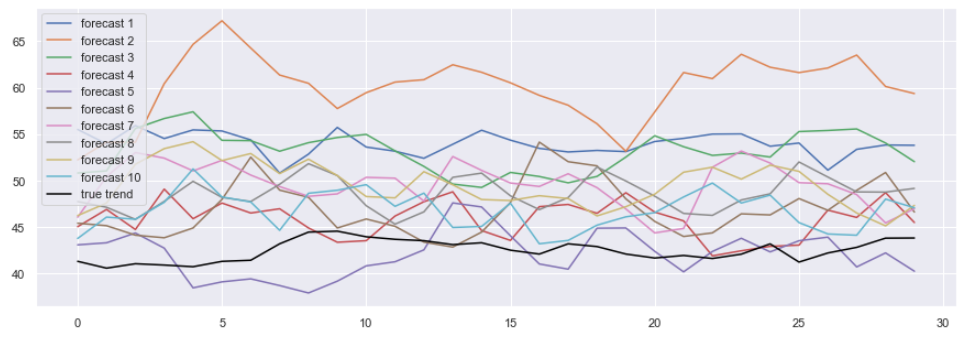 forecast 1
forecast 2
forecast 3
forecast 4
forecast 5
forecast 6
forecast 7
forecast 8
forecast 9
forecast 10
true trend
65
60
55
50
45
40
0 5 10 15 20 25 30